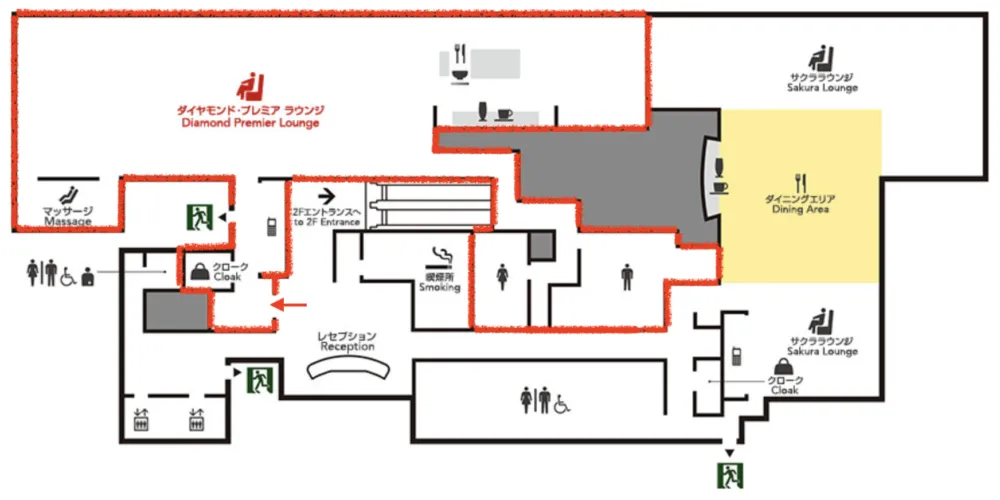 サクララウンジ
Sakura Lounge
ダイヤモンド・プレミア ラウンジ
Diamond Premier Lounge
マッサージ
Massage
2Fエントランスへ
to 2F Entrance
ダイニングエリア
Dining Area
クローク
Cloak
喫煙所
Smoking
レセプション
Reception
サクララウンジ
Sakura Lounge
クローク
Cloak